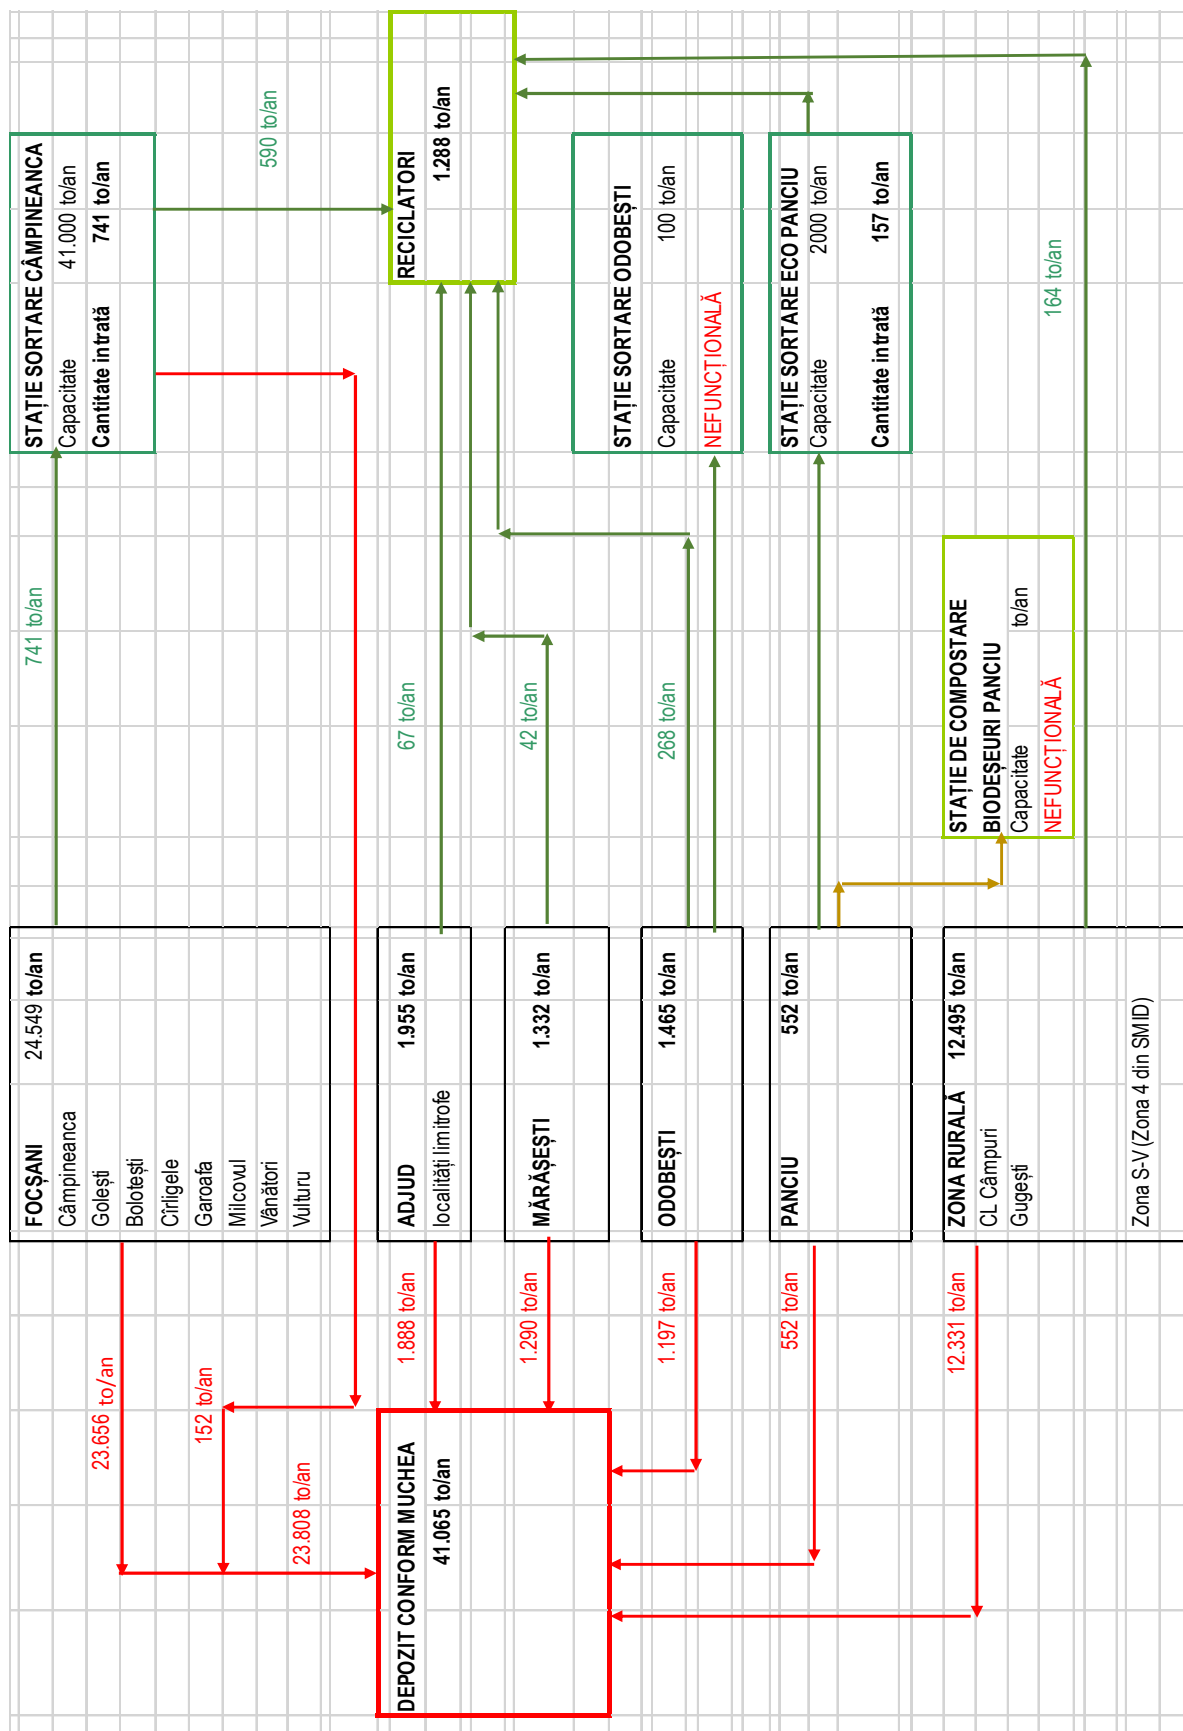 STAȚIE SORTARE CÂMPINEANCA
Capacitate 41.000 to/an
Cantitate intrată 741 to/an
590 to/an
RECICLATORI
1.288 to/an
STAȚIE SORTARE ODOBEȘTI
Capacitate 100 to/an
NEFUNCȚIONALĂ
STAȚIE SORTARE ECO PANCIU
Capacitate 2000 to/an
Cantitate intrată 157 to/an
164 to/an
741 to/an
67 to/an
42 to/an
268 to/an
STAȚIE DE COMPOSTARE
BIODEȘEURI PANCIU
Capacitate to/an
NEFUNCȚIONALĂ
FOCȘANI 24.549 to/an
Câmpineanca
Golești
Bolotești
Cîrligele
Garoafa
Milcovul
Vânători
Vulturu
ADJUD 1.955 to/an
localități limitrofe
MĂRĂȘEȘTI 1.332 to/an
ODOBEȘTI 1.465 to/an
PANCIU 552 to/an
ZONA RURALĂ 12.495 to/an
CL Câmpuri
Gugești
Zona S-V (Zona 4 din SMID)
23.656 to/an
152 to/an
23.808 to/an
1.888 to/an
1.290 to/an
1.197 to/an
552 to/an
12.331 to/an
DEPOZIT CONFORM MUCHEA
41.065 to/an